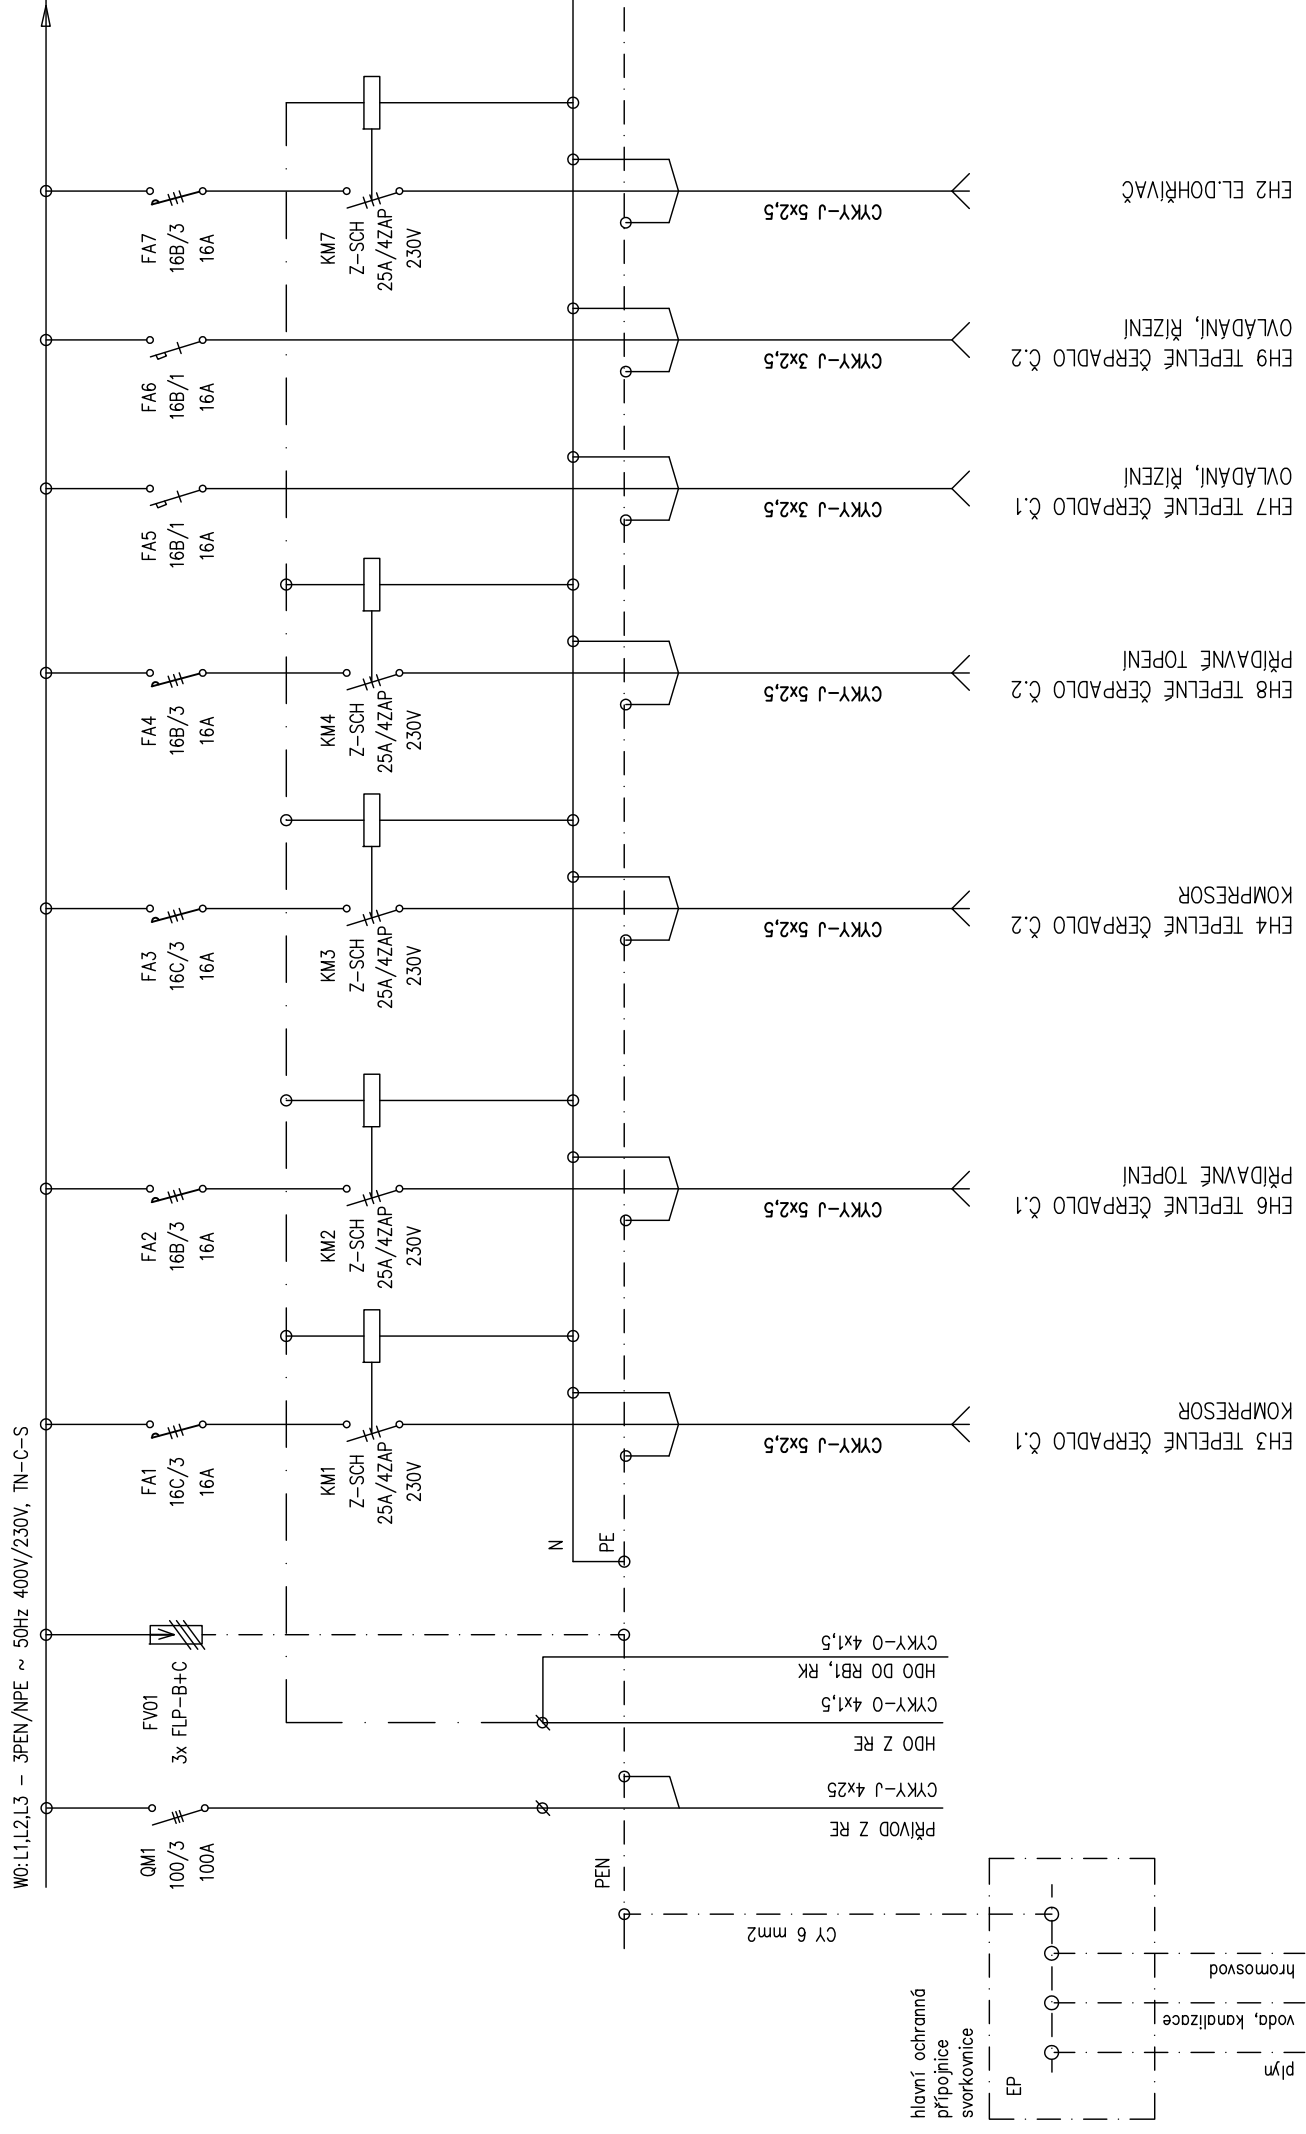 W0:L1,L2,L3 – 3PEN/NPE ~ 50Hz 400V/230V, TN–C–S
QM1
100/3
100A
FV01
3x FLP–B+C
FA1
16C/3
16A
FA2
16B/3
16A
FA3
16C/3
16A
FA4
16B/3
16A
FA5
16B/1
16A
FA6
16B/1
16A
FA7
16B/3
16A
KM1
Z–SCH
25A/4ZAP
230V
KM2
Z–SCH
25A/4ZAP
230V
KM3
Z–SCH
25A/4ZAP
230V
KM4
Z–SCH
25A/4ZAP
230V
KM7
Z–SCH
25A/4ZAP
230V
N
PE
PEN
PŘÍVOD Z RE
CYKY–J 4x25
HDO Z RE
CYKY–O 4x1,5
HDO DO RB1, RK
CYKY–O 4x1,5
CYKY–J 5x2,5
CYKY–J 5x2,5
CYKY–J 5x2,5
CYKY–J 5x2,5
CYKY–J 3x2,5
CYKY–J 3x2,5
CYKY–J 5x2,5
EH3 TEPELNÉ ČERPADLO Č.1
KOMPRESOR
EH6 TEPELNÉ ČERPADLO Č.1
PŘÍDAVNÉ TOPENÍ
EH4 TEPELNÉ ČERPADLO Č.2
KOMPRESOR
EH8 TEPELNÉ ČERPADLO Č.2
PŘÍDAVNÉ TOPENÍ
EH7 TEPELNÉ ČERPADLO Č.1
OVLÁDÁNÍ, ŘÍZENÍ
EH9 TEPELNÉ ČERPADLO Č.2
OVLÁDÁNÍ, ŘÍZENÍ
EH2 EL.DOHŘÍVAČ
CY 6 mm2
hlavní ochranná
přípojnice
svorkovnice
EP
hromosvod
voda, kanalizace
plyn